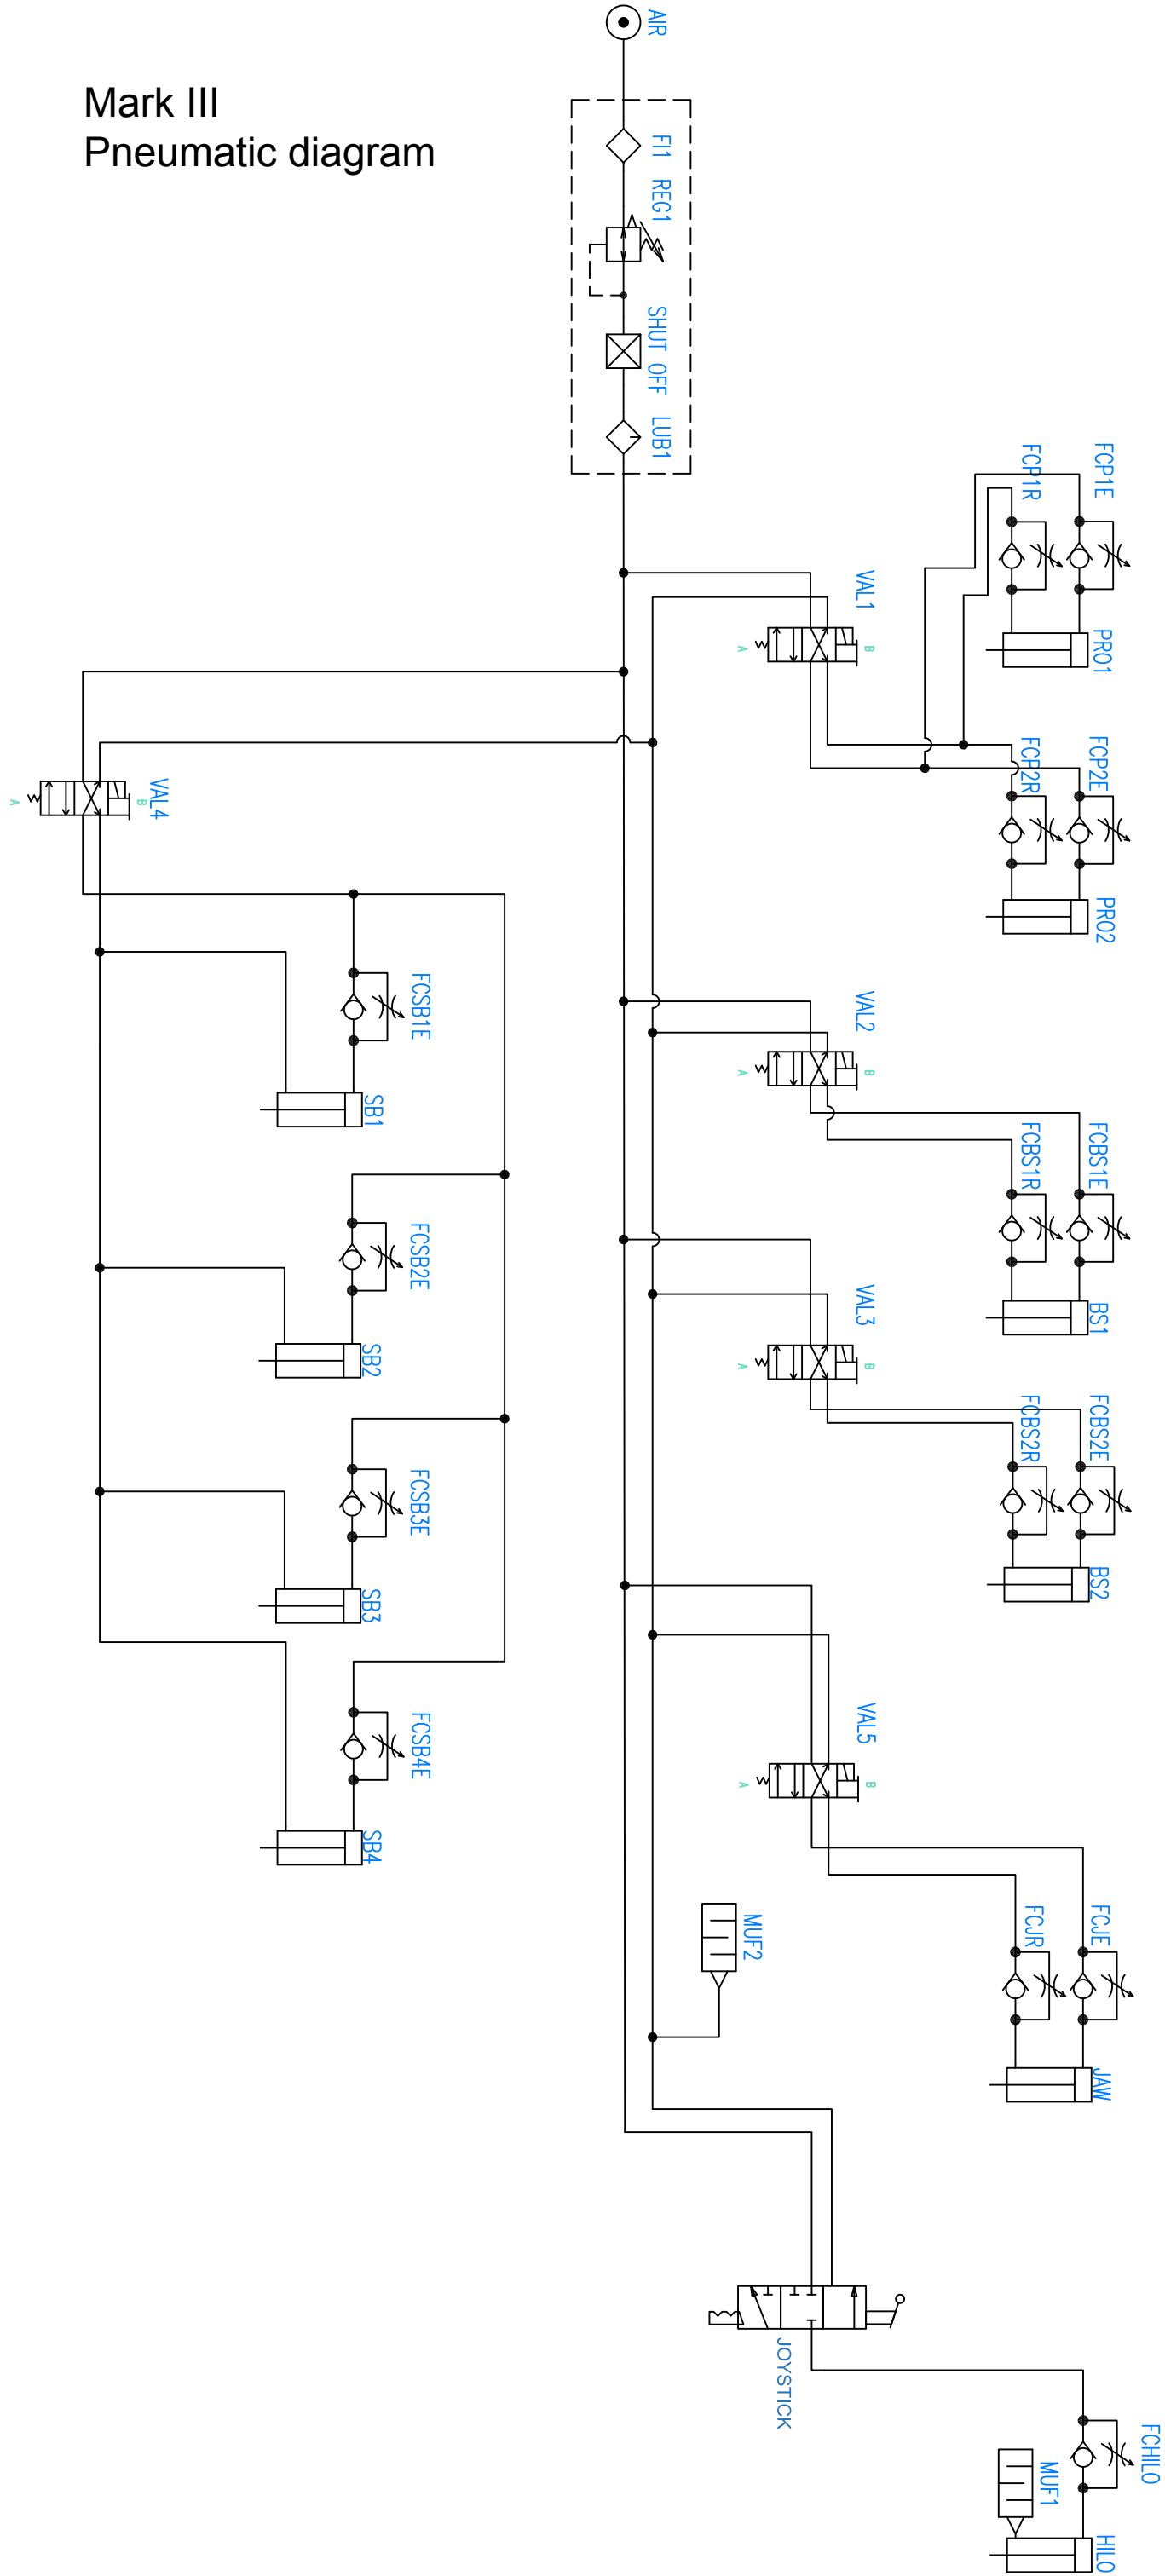 AIR
Mark III
Pneumatic diagram
FI1
REG1
SHUT OFF
LUB1
FCP1R
FCP1E
VAL1
A
B
PRO1
FCP2R
FCP2E
VAL4
A
B
PRO2
FCSB1E
VAL2
A
B
SB1
FCBS1R
FCBS1E
FCSB2E
VAL3
BS1
SB2
A
B
FCBS2R
FCBS2E
FCSB3E
BS2
SB3
VAL5
FCSB4E
A
B
SB4
MUF2
FCJR
FCJE
JAW
JOYSTICK
FCHILO
MUF1
HILO